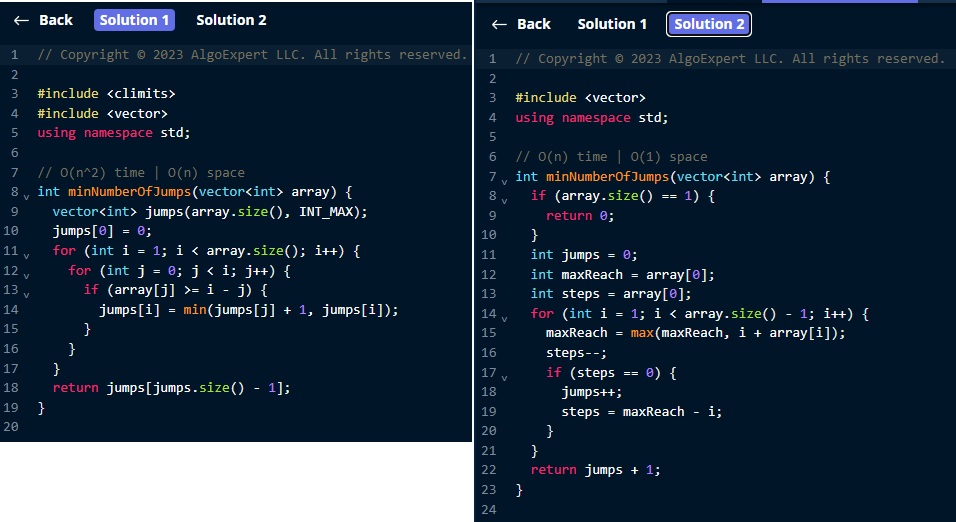 ← Back Solution 1 Solution 2
1 // Copyright © 2023 AlgoExpert LLC. All rights reserved.
2
3 #include <climits>
4 #include <vector>
5 using namespace std;
6
7 // O(n^2) time | O(n) space
8 int minNumberOfJumps(vector<int> array) {
9   vector<int> jumps(array.size(), INT_MAX);
10   jumps[0] = 0;
11   for (int i = 1; i < array.size(); i++) {
12     for (int j = 0; j < i; j++) {
13       if (array[j] >= i - j) {
14         jumps[i] = min(jumps[j] + 1, jumps[i]);
15       }
16     }
17   }
18   return jumps[jumps.size() - 1];
19 }
20
← Back Solution 1 Solution 2
1 // Copyright © 2023 AlgoExpert LLC. All rights reserved.
2
3 #include <vector>
4 using namespace std;
5
6 // O(n) time | O(1) space
7 int minNumberOfJumps(vector<int> array) {
8   if (array.size() == 1) {
9     return 0;
10   }
11   int jumps = 0;
12   int maxReach = array[0];
13   int steps = array[0];
14   for (int i = 1; i < array.size() - 1; i++) {
15     maxReach = max(maxReach, i + array[i]);
16     steps--;
17     if (steps == 0) {
18       jumps++;
19       steps = maxReach - i;
20     }
21   }
22   return jumps + 1;
23 }
24